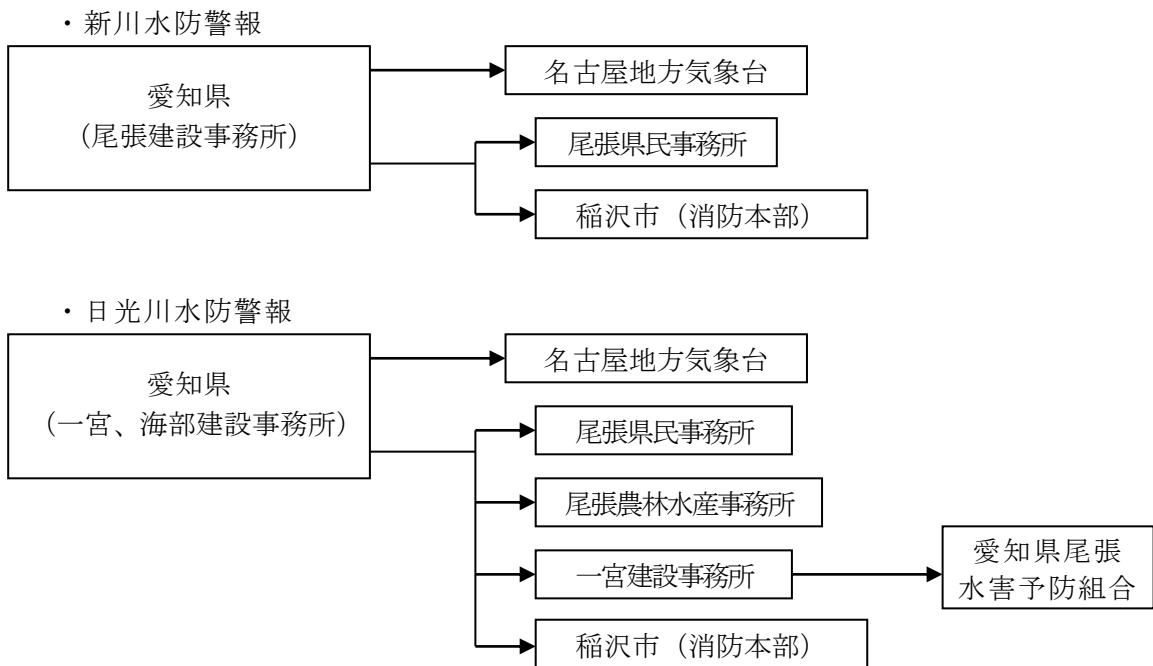 ・新川水防警報
愛知県
（尾張建設事務所）
名古屋地方気象台
尾張県民事務所
稲沢市（消防本部）
・日光川水防警報
愛知県
（一宮、海部建設事務所）
名古屋地方気象台
尾張県民事務所
尾張農林水産事務所
一宮建設事務所
愛知県尾張
水害予防組合
稲沢市（消防本部）